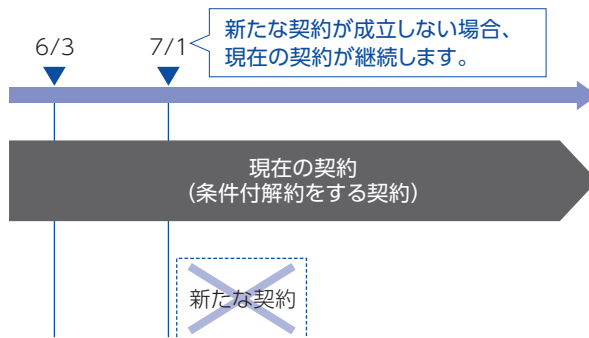 6/3
7/1
新たな契約が成立しない場合、
現在の契約が継続します。
現在の契約
（条件付解約をする契約）
新たな契約